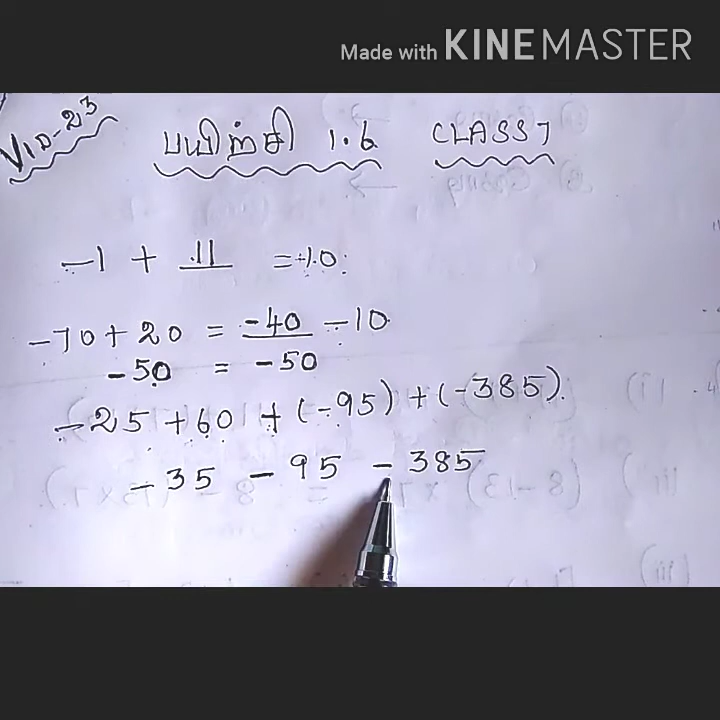 Made with KINEMASTER
VID-23
பயிற்சி 1.6 CLASS 7
-1 + 11 = +10
-70 + 20 = -40 -10
-50 = -50
-25 + 60 + (-95) + (-385)
-35 - 95 - 385